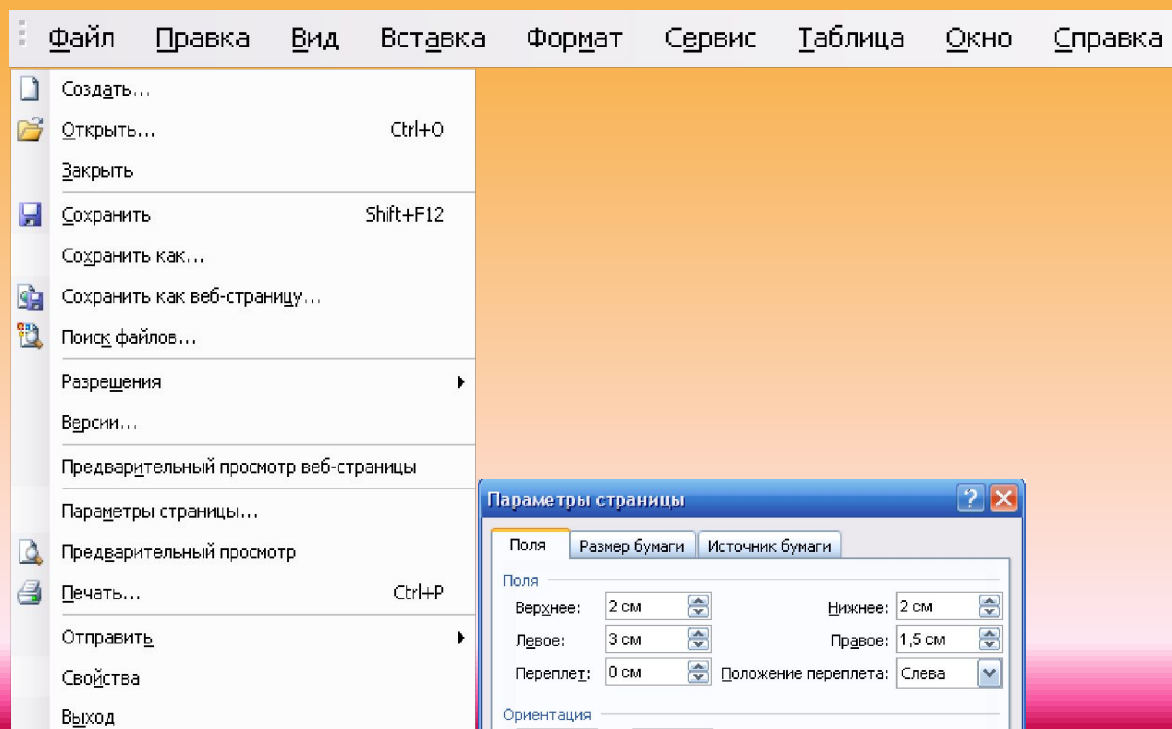 Файл Правка Вид Вставка Формат Сервис Таблица Окно Справка
Создать...
Открыть... Ctrl+O
Закрыть
Сохранить Shift+F12
Сохранить как...
Сохранить как веб-страницу...
Поиск файлов...
Разрешения
Версии...
Предварительный просмотр веб-страницы
Параметры страницы...
Предварительный просмотр
Печать... Ctrl+P
Отправить
Свойства
Выход
Параметры страницы
Поля Размер бумаги Источник бумаги
Поля
Верхнее: 2 см Нижнее: 2 см
Левое: 3 см Правое: 1,5 см
Переплет: 0 см Положение переплета: Слева
Ориентация